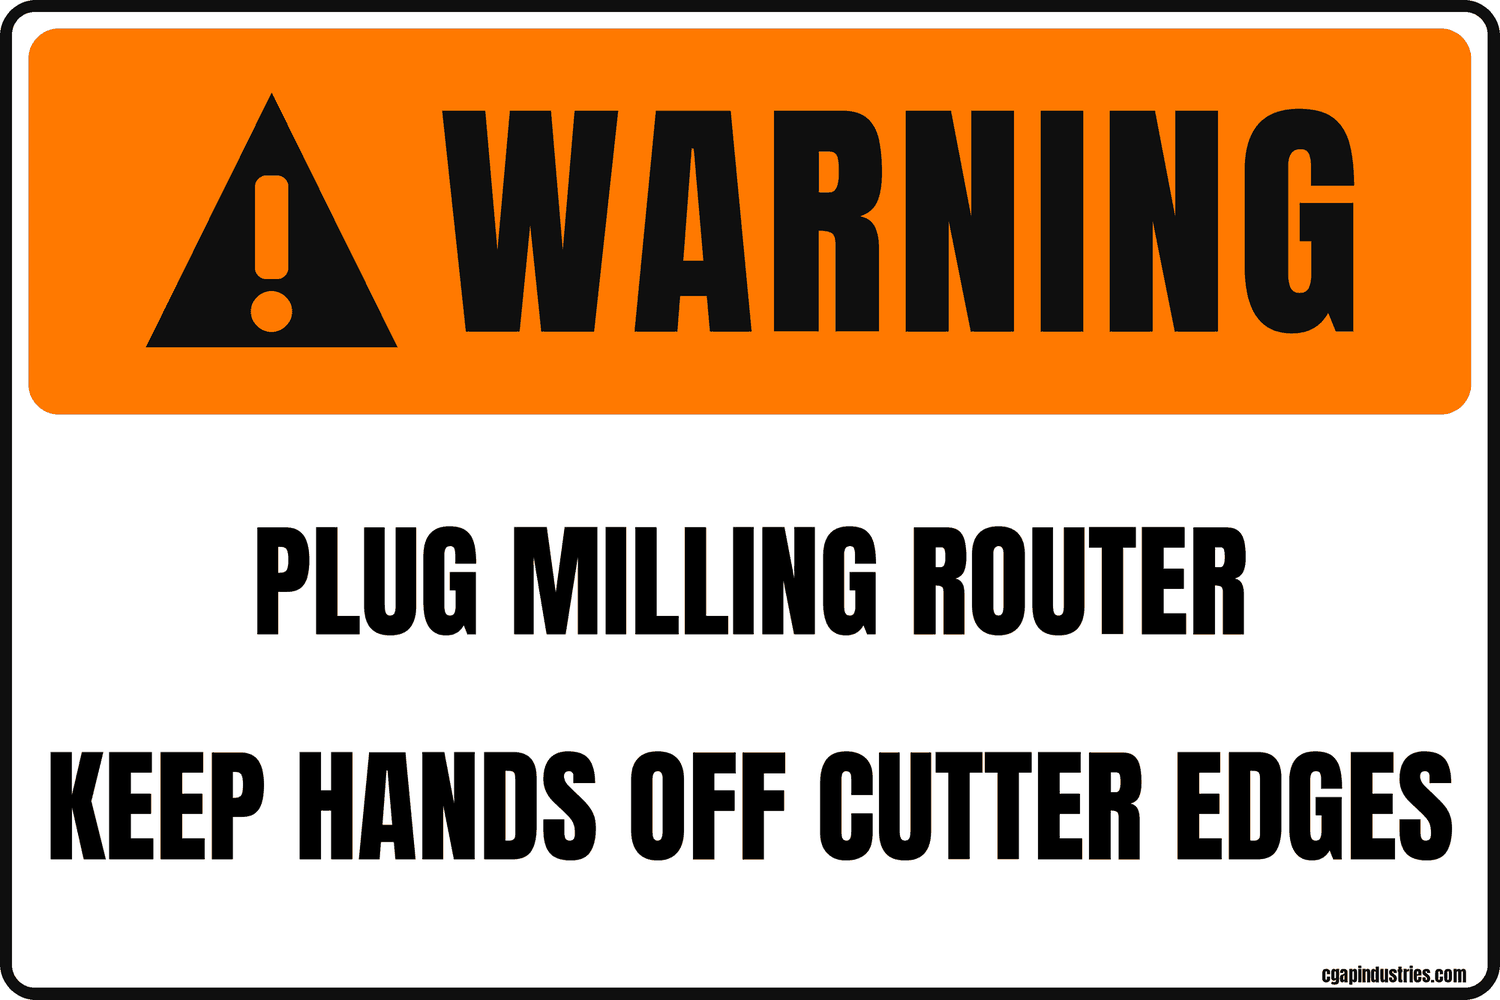 WARNING
PLUG MILLING ROUTER
KEEP HANDS OFF CUTTER EDGES
cgapindustries.com